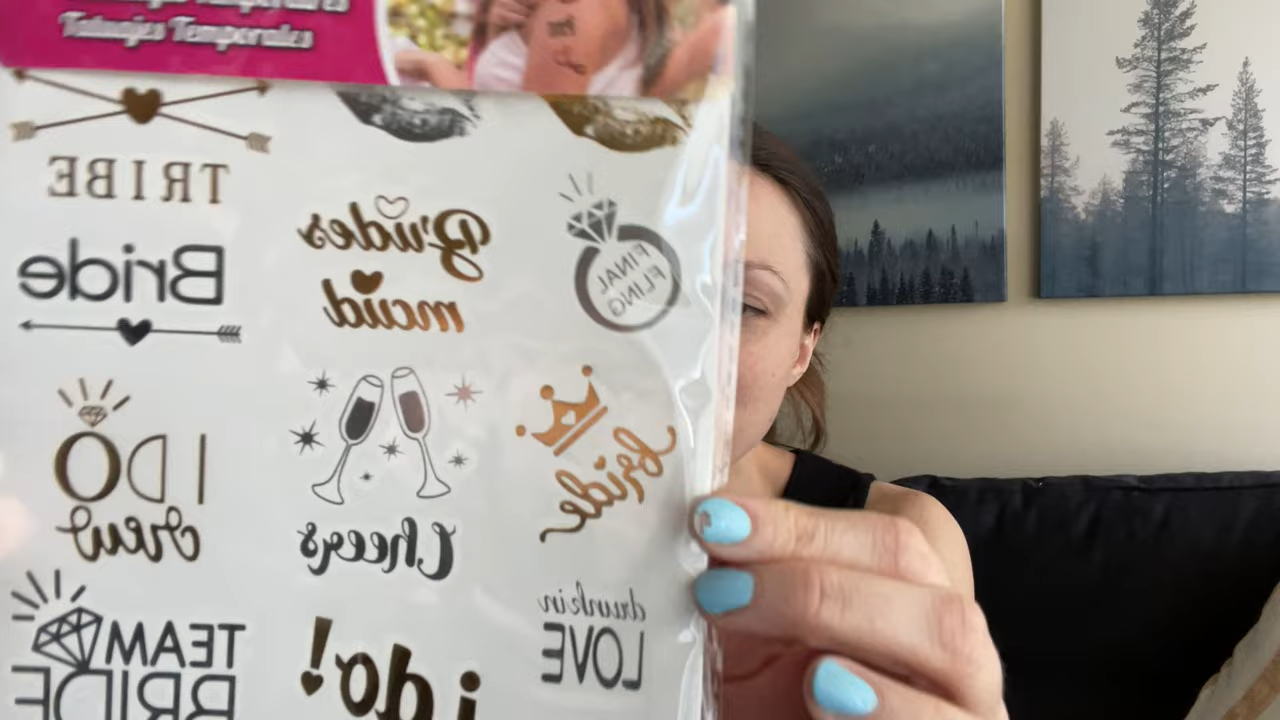 Tatuajes Temporales
TRIBE
Bride
I DO
crew
TEAM
BRIDE
Brides
maid
Cheers
i do!
FINAL
FLING
bride
drunk in
LOVE